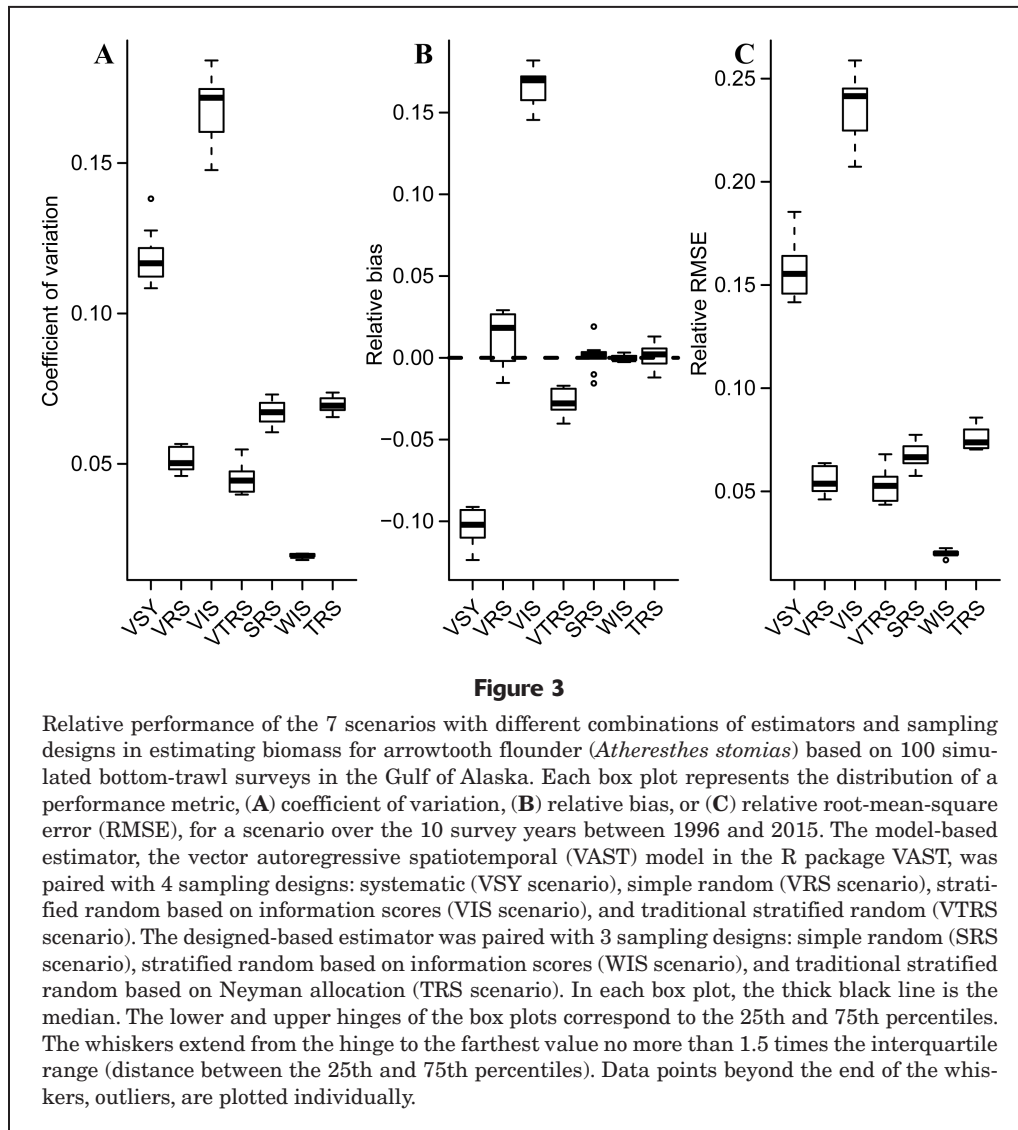 A
Coefficient of variation
0.15
0.10
0.05
VSY
VRS
VIS
VTRS
SRS
WIS
TRS
B
Relative bias
0.15
0.10
0.05
0.00
−0.05
−0.10
VSY
VRS
VIS
VTRS
SRS
WIS
TRS
C
Relative RMSE
0.25
0.20
0.15
0.10
0.05
VSY
VRS
VIS
VTRS
SRS
WIS
TRS
Figure 3
Relative performance of the 7 scenarios with different combinations of estimators and sampling
designs in estimating biomass for arrowtooth flounder (Atheresthes stomias) based on 100 simu-
lated bottom-trawl surveys in the Gulf of Alaska. Each box plot represents the distribution of a
performance metric, (A) coefficient of variation, (B) relative bias, or (C) relative root-mean-square
error (RMSE), for a scenario over the 10 survey years between 1996 and 2015. The model-based
estimator, the vector autoregressive spatiotemporal (VAST) model in the R package VAST, was
paired with 4 sampling designs: systematic (VSY scenario), simple random (VRS scenario), strati-
fied random based on information scores (VIS scenario), and traditional stratified random (VTRS
scenario). The designed-based estimator was paired with 3 sampling designs: simple random (SRS
scenario), stratified random based on information scores (WIS scenario), and traditional stratified
random based on Neyman allocation (TRS scenario). In each box plot, the thick black line is the
median. The lower and upper hinges of the box plots correspond to the 25th and 75th percentiles.
The whiskers extend from the hinge to the farthest value no more than 1.5 times the interquartile
range (distance between the 25th and 75th percentiles). Data points beyond the end of the whis-
kers, outliers, are plotted individually.